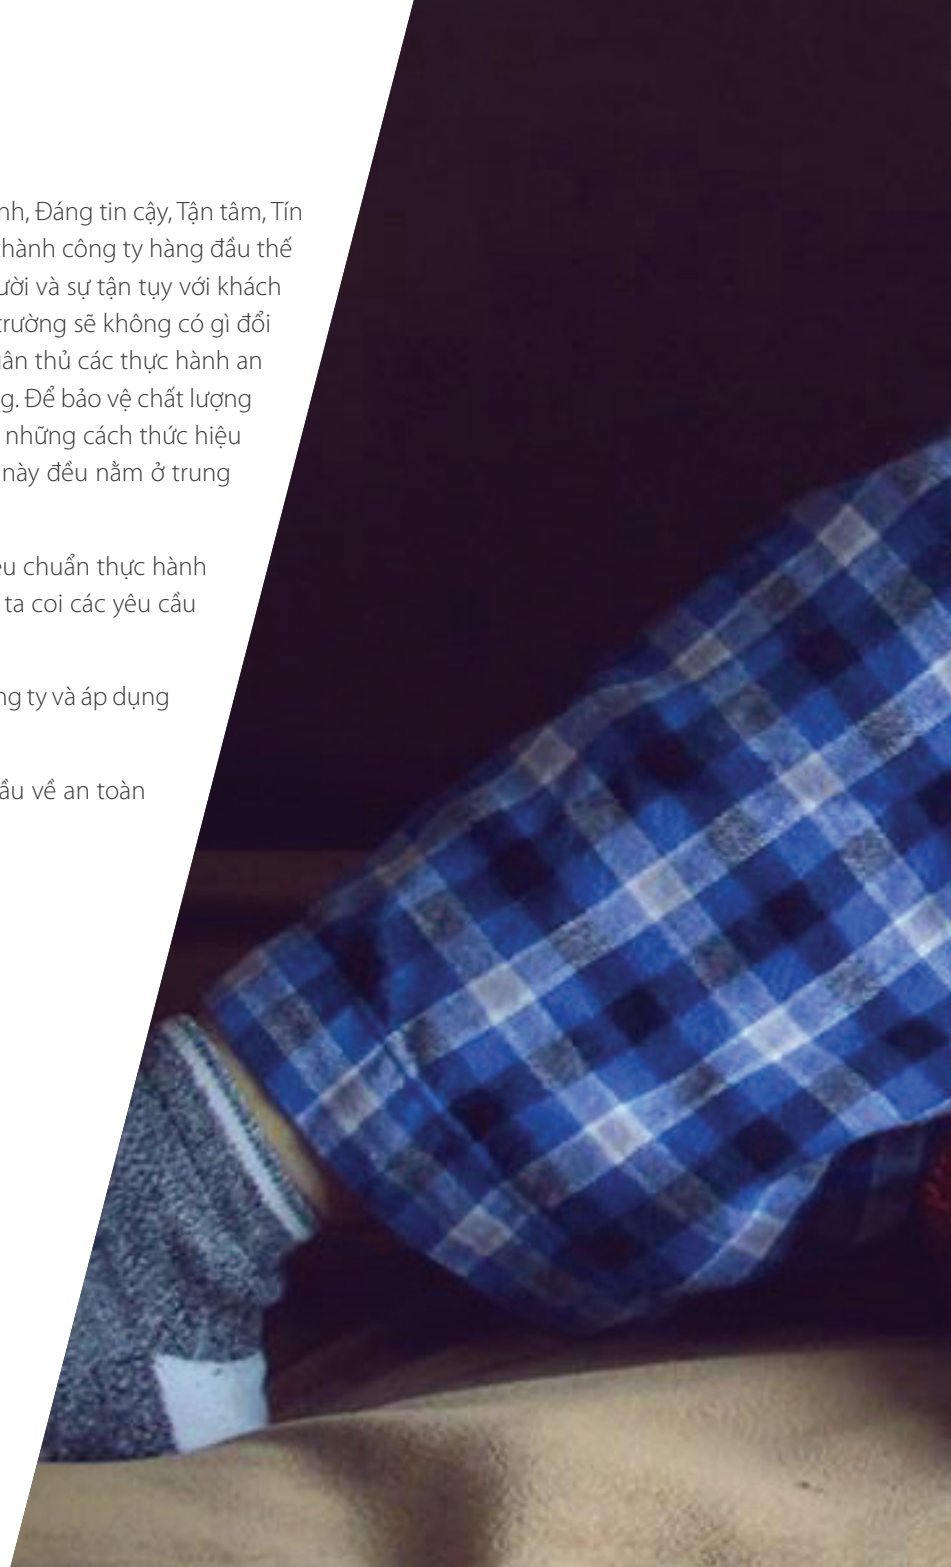 nh, Đáng tin cậy, Tận tâm, Tín
thành công ty hàng đầu thế
ười và sự tận tụy với khách
trường sẽ không có gì đổi
ân thủ các thực hành an
g. Để bảo vệ chất lượng
những cách thức hiệu
này đều nằm ở trung
êu chuẩn thực hành
ta coi các yêu cầu
ng ty và áp dụng
ầu về an toàn